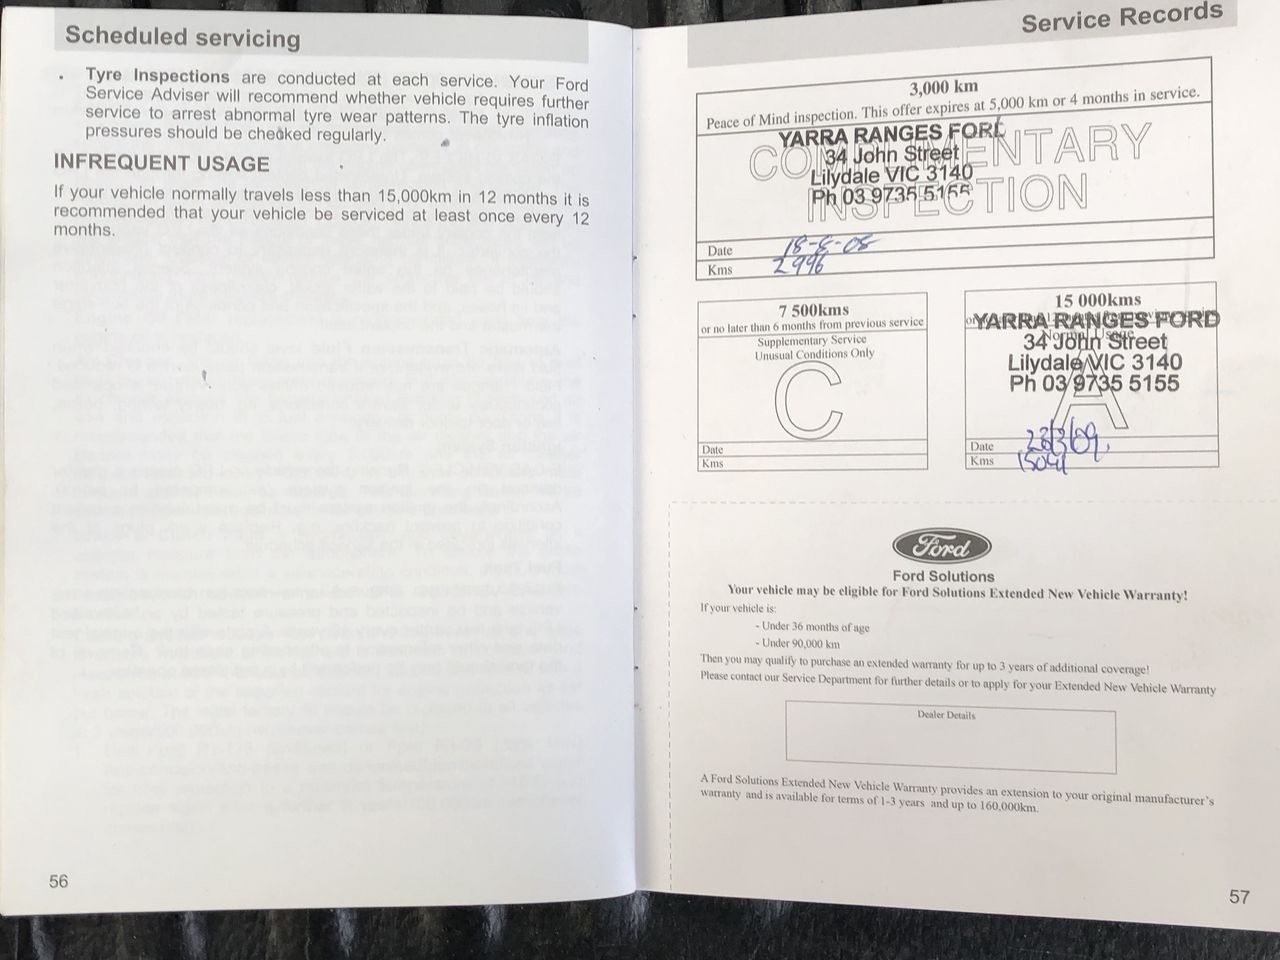 Scheduled servicing
• Tyre Inspections are conducted at each service. Your Ford
Service Adviser will recommend whether vehicle requires further
service to arrest abnormal tyre wear patterns. The tyre inflation
pressures should be checked regularly.
INFREQUENT USAGE
If your vehicle normally travels less than 15,000km in 12 months it is
recommended that your vehicle be serviced at least once every 12
months.
56
Service Records
3,000 km
Peace of Mind inspection. This offer expires at 5,000 km or 4 months in service.
COMPLIMENTARY
INSPECTION
YARRA RANGES FORD
34 John Street
Lilydale VIC 3140
Ph 03 9735 5155
Date 18-8-08
Kms 2996
7 500kms
or no later than 6 months from previous service
Supplementary Service
Unusual Conditions Only
C
Date
Kms
15 000kms
Normal Usage
A
YARRA RANGES FORD
34 John Street
Lilydale VIC 3140
Ph 03 9735 5155
Date 23/3/09
Kms 15041
Ford
Ford Solutions
Your vehicle may be eligible for Ford Solutions Extended New Vehicle Warranty!
If your vehicle is:
- Under 36 months of age
- Under 90,000 km
Then you may qualify to purchase an extended warranty for up to 3 years of additional coverage!
Please contact our Service Department for further details or to apply for your Extended New Vehicle Warranty
Dealer Details
A Ford Solutions Extended New Vehicle Warranty provides an extension to your original manufacturer's
warranty and is available for terms of 1-3 years and up to 160,000km.
57